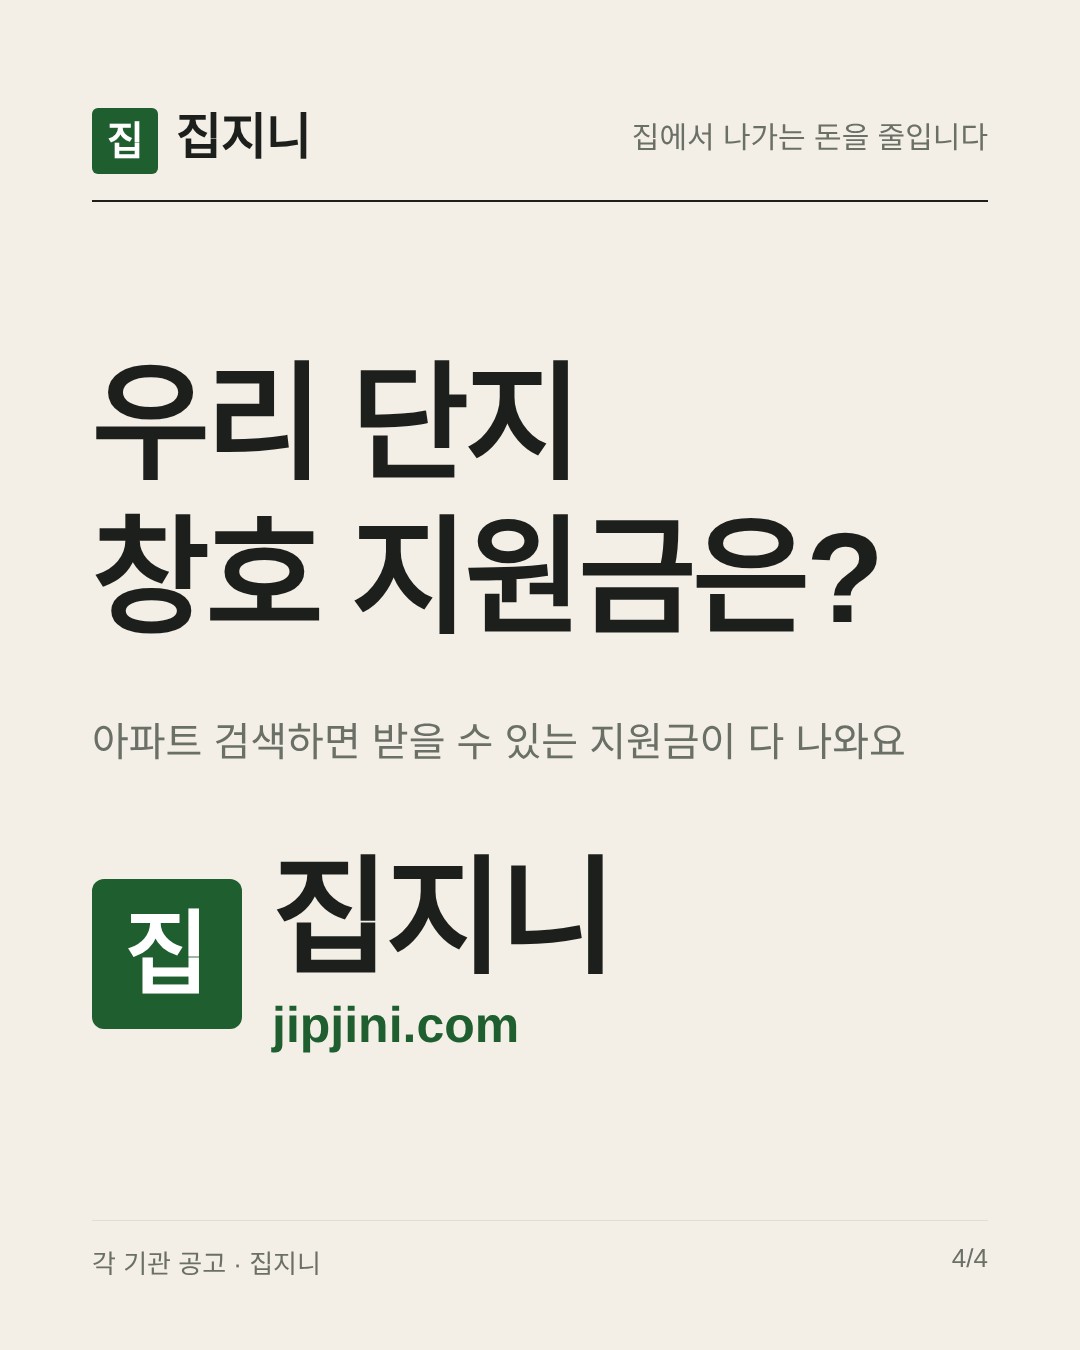 집 집지니
집에서 나가는 돈을 줄입니다
우리 단지
창호 지원금은?
아파트 검색하면 받을 수 있는 지원금이 다 나와요
집 집지니
jipjini.com
각 기관 공고 · 집지니
4/4